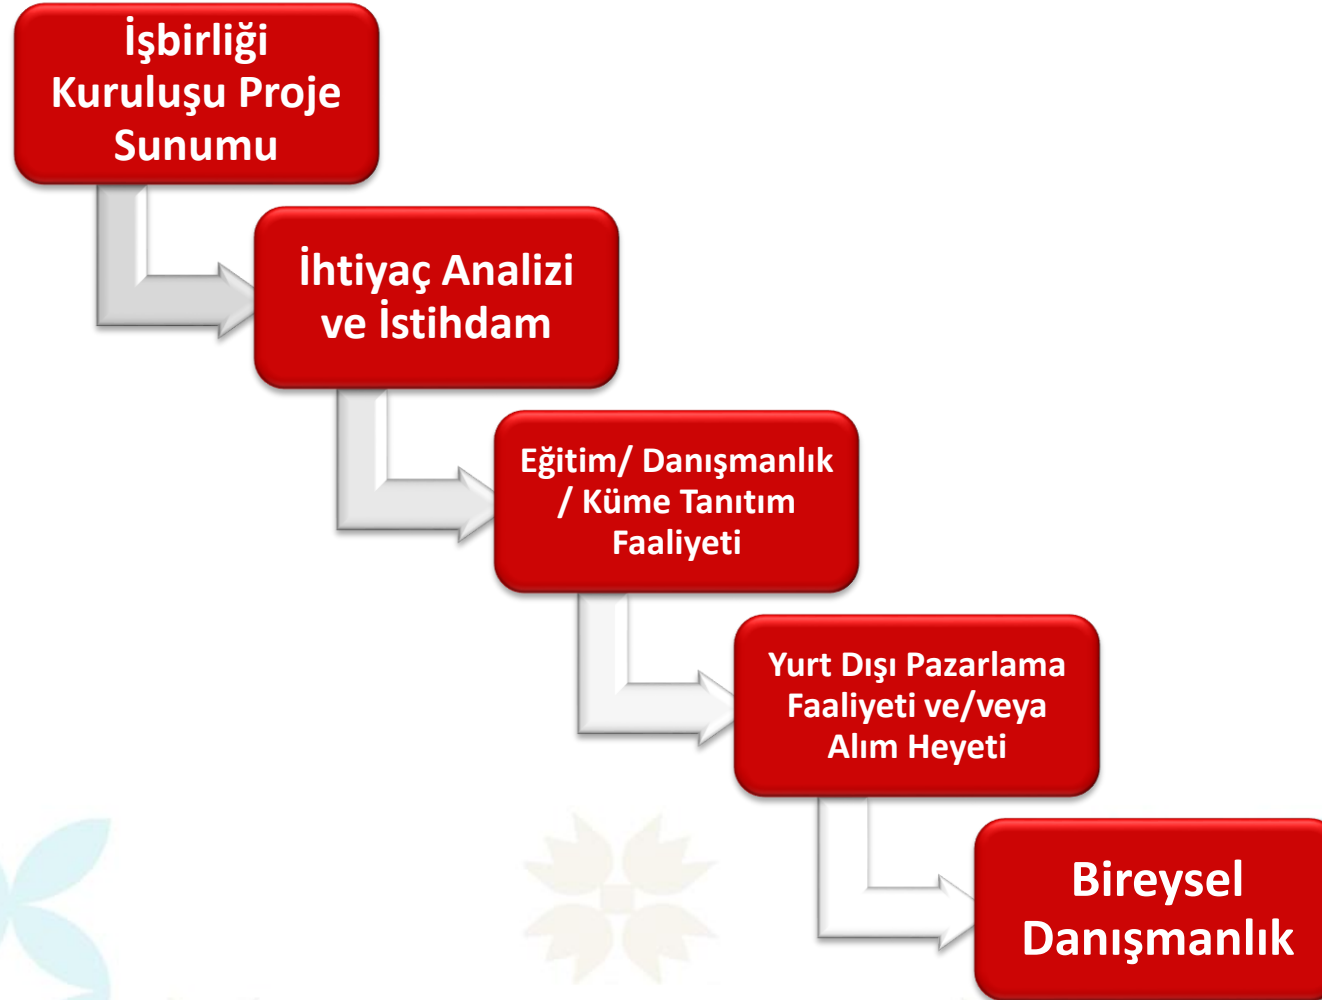 İşbirliği
Kuruluşu Proje
Sunumu
İhtiyaç Analizi
ve İstihdam
Eğitim/ Danışmanlık
/ Küme Tanıtım
Faaliyeti
Yurt Dışı Pazarlama
Faaliyeti ve/veya
Alım Heyeti
Bireysel
Danışmanlık